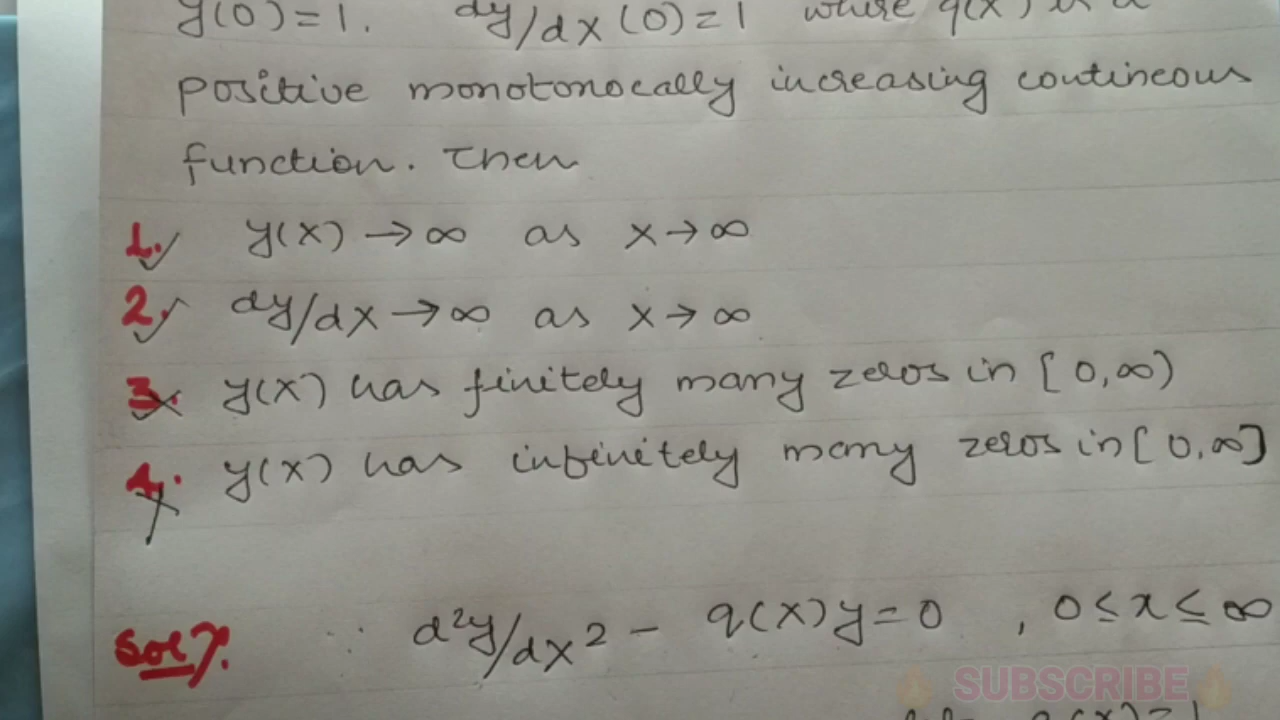 y(0)=1. dy/dx(0)=1 where q(x) is a
positive monotonocally increasing contineous
function. Then
1. y(x) → ∞ as x → ∞
2. dy/dx → ∞ as x → ∞
3. y(x) has finitely many zeros in [0,∞)
4. y(x) has infinitely many zeros in [0,∞]
Sol7. ∵ d²y/dx² - q(x)y=0 , 0≤x≤∞
SUBSCRIBE
q(x)=1